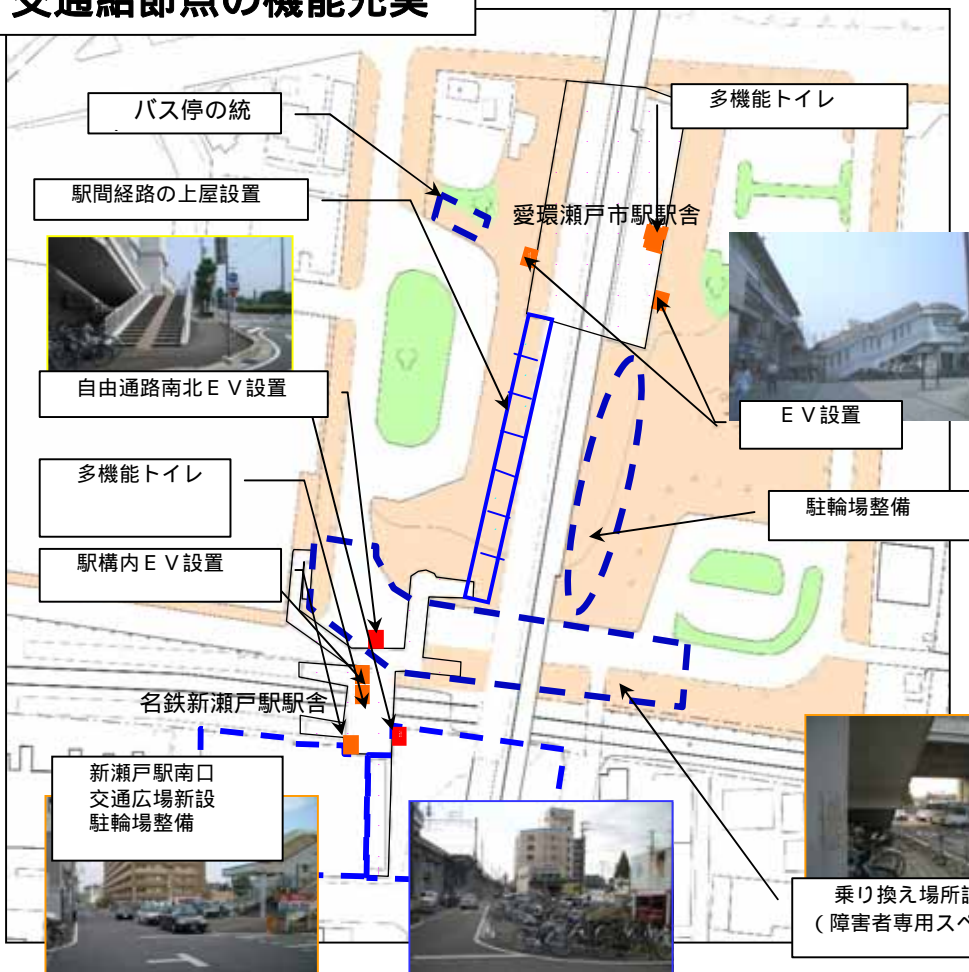 交通結節点の機能充実
バス停の統
多機能トイレ
駅間経路の上屋設置
愛環瀬戸市駅駅舎
自由通路南北ＥＶ設置
ＥＶ設置
多機能トイレ
駐輪場整備
駅構内ＥＶ設置
名鉄新瀬戸駅駅舎
新瀬戸駅南口
交通広場新設
駐輪場整備
乗り換え場所
（障害者専用スペ